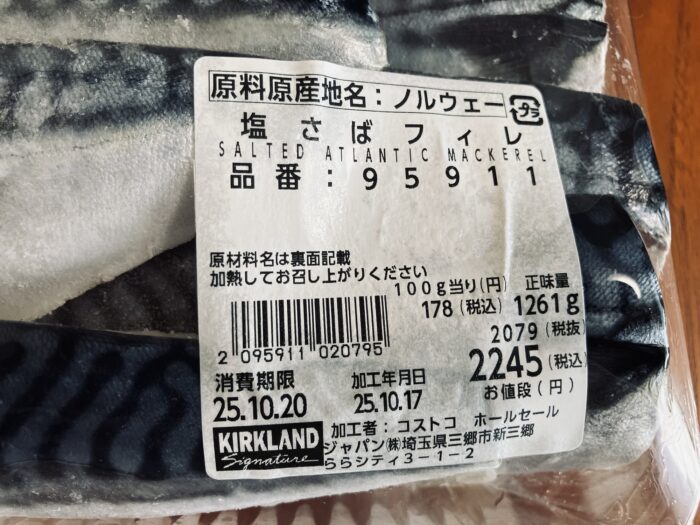 原料原産地名：ノルウェー
プラ
塩さばフィレ
SALTED ATLANTIC MACKEREL
品番：95911
原材料名は裏面記載
加熱してお召し上がりください
100g当り(円) 正味量
178(税込) 1261g
2079(税抜)
2 095911 020795
2245(税込)
お値段(円)
消費期限 加工年月日
25.10.20 25.10.17
KIRKLAND
Signature
加工者：コストコ ホールセール
ジャパン㈱埼玉県三郷市新三郷
ららシティ3-1-2